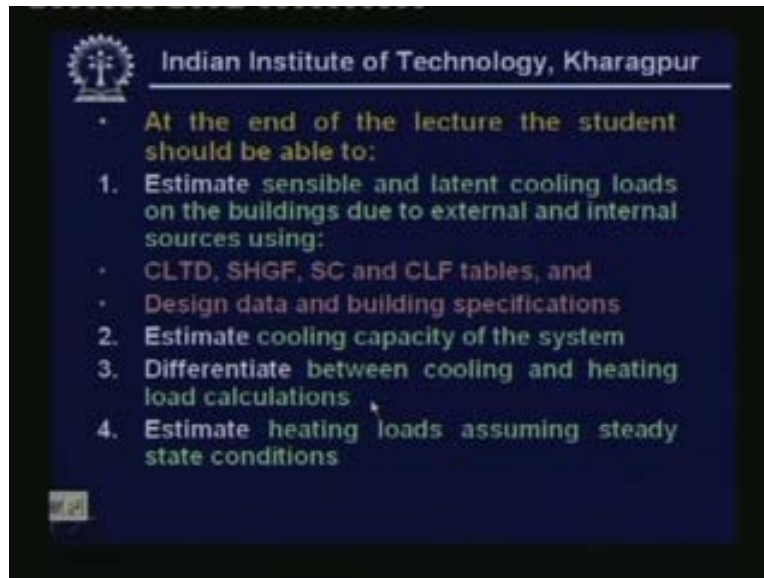 Indian Institute of Technology, Kharagpur
• At the end of the lecture the student
should be able to:
1. Estimate sensible and latent cooling loads
on the buildings due to external and internal
sources using:
• CLTD, SHGF, SC and CLF tables, and
• Design data and building specifications
2. Estimate cooling capacity of the system
3. Differentiate between cooling and heating
load calculations
4. Estimate heating loads assuming steady
state conditions